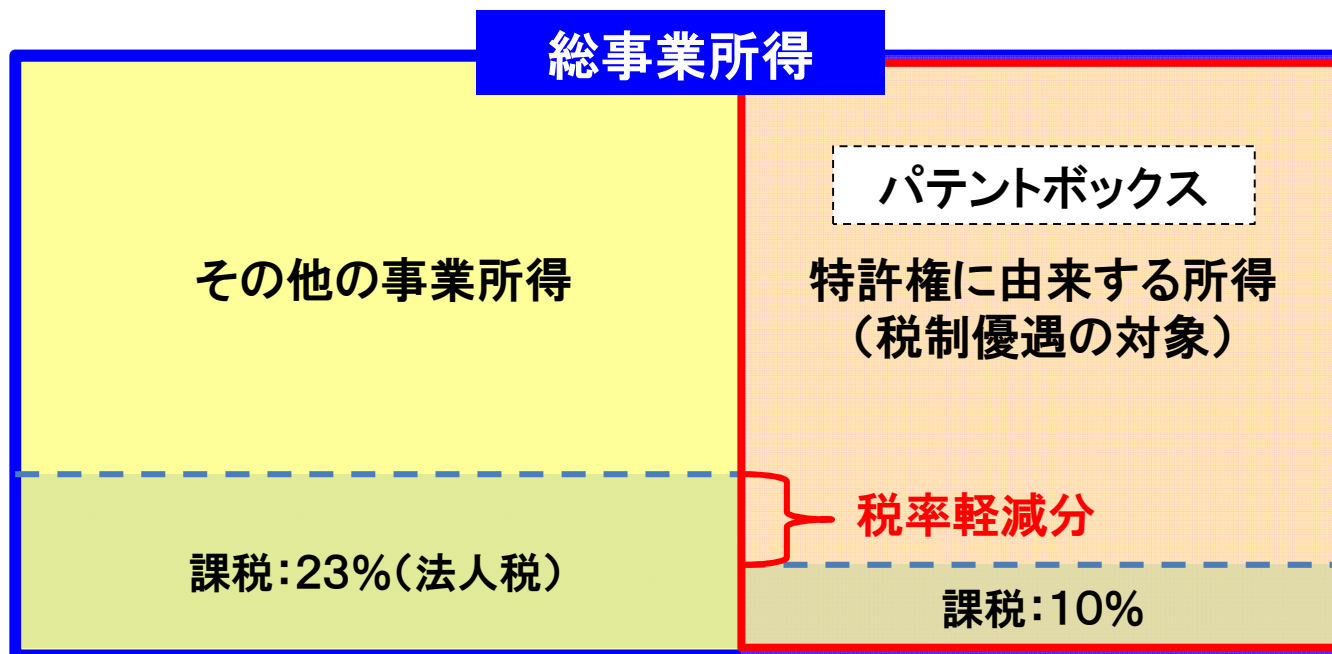 総事業所得
パテントボックス
その他の事業所得
特許権に由来する所得
（税制優遇の対象）
税率軽減分
課税：23％（法人税）
課税：10％